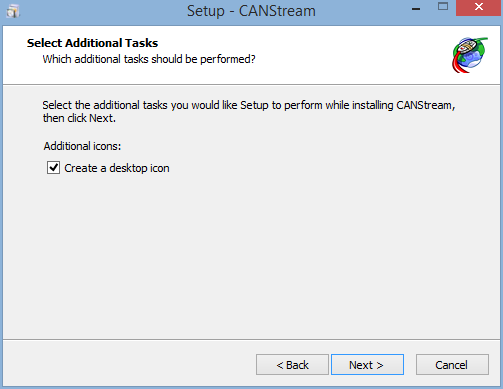 Setup - CANStream
Select Additional Tasks
Which additional tasks should be performed?
Select the additional tasks you would like Setup to perform while installing CANStream,
then click Next.
Additional icons:
Create a desktop icon
< Back
Next >
Cancel